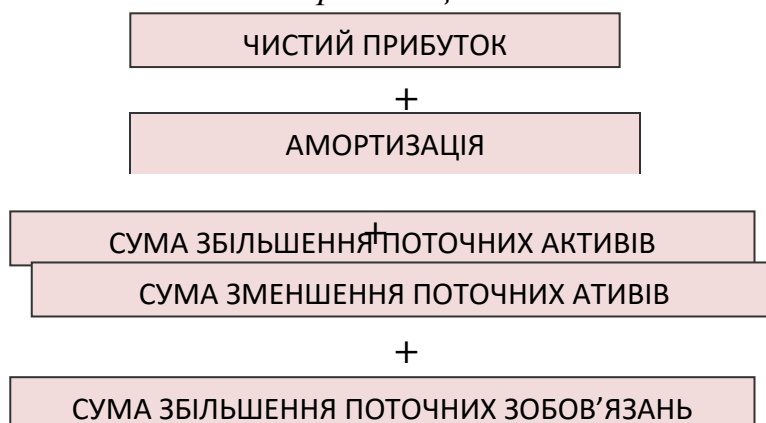 ЧИСТИЙ ПРИБУТОК
+
АМОРТИЗАЦІЯ
+
СУМА ЗБІЛЬШЕННЯ ПОТОЧНИХ АКТИВІВ
СУМА ЗМЕНШЕННЯ ПОТОЧНИХ АТИВІВ
+
СУМА ЗБІЛЬШЕННЯ ПОТОЧНИХ ЗОБОВ’ЯЗАНЬ